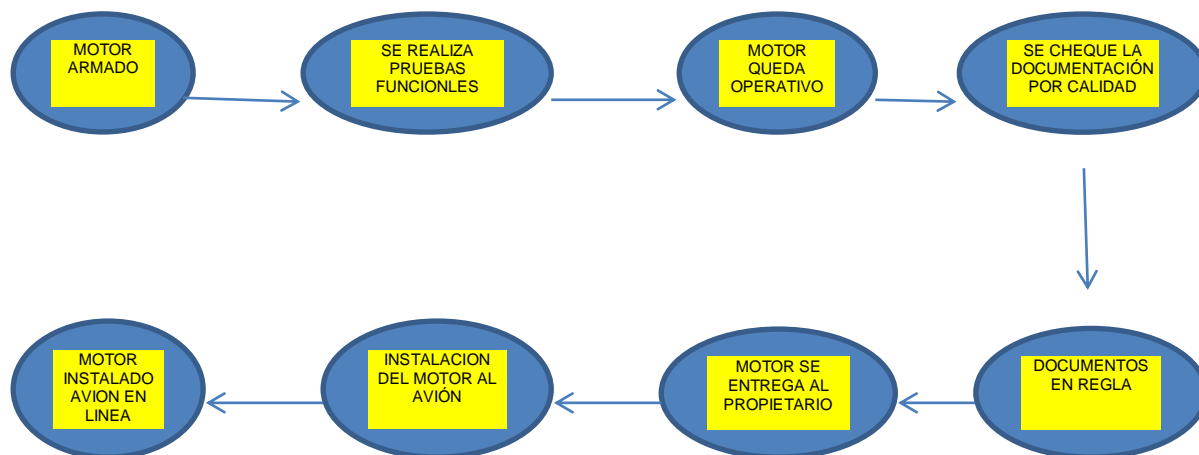 MOTOR
ARMADO
SE REALIZA
PRUEBAS
FUNCIONLES
MOTOR
QUEDA
OPERATIVO
SE CHEQUE LA
DOCUMENTACIÓN
POR CALIDAD
DOCUMENTOS
EN REGLA
MOTOR SE
ENTREGA AL
PROPIETARIO
INSTALACION
DEL MOTOR AL
AVIÓN
MOTOR
INSTALADO
AVION EN
LINEA